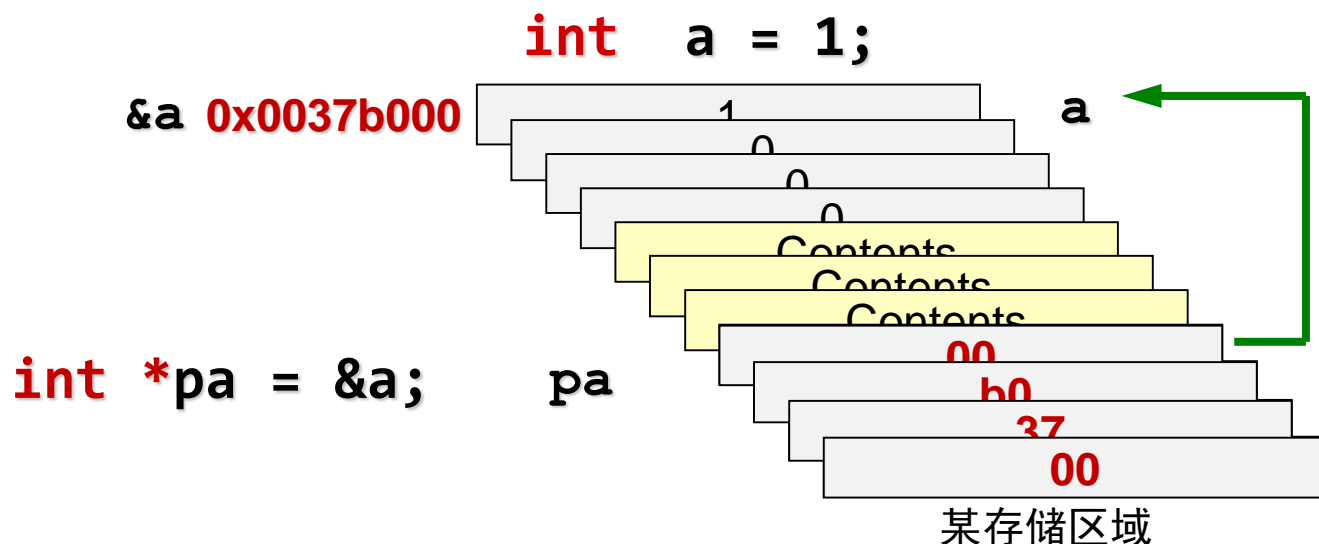 int a = 1;
&a 0x0037b000 1 a
0
0
0
Contents
Contents
Contents
00
b0
int *pa = &a; pa
37
00
某存储区域